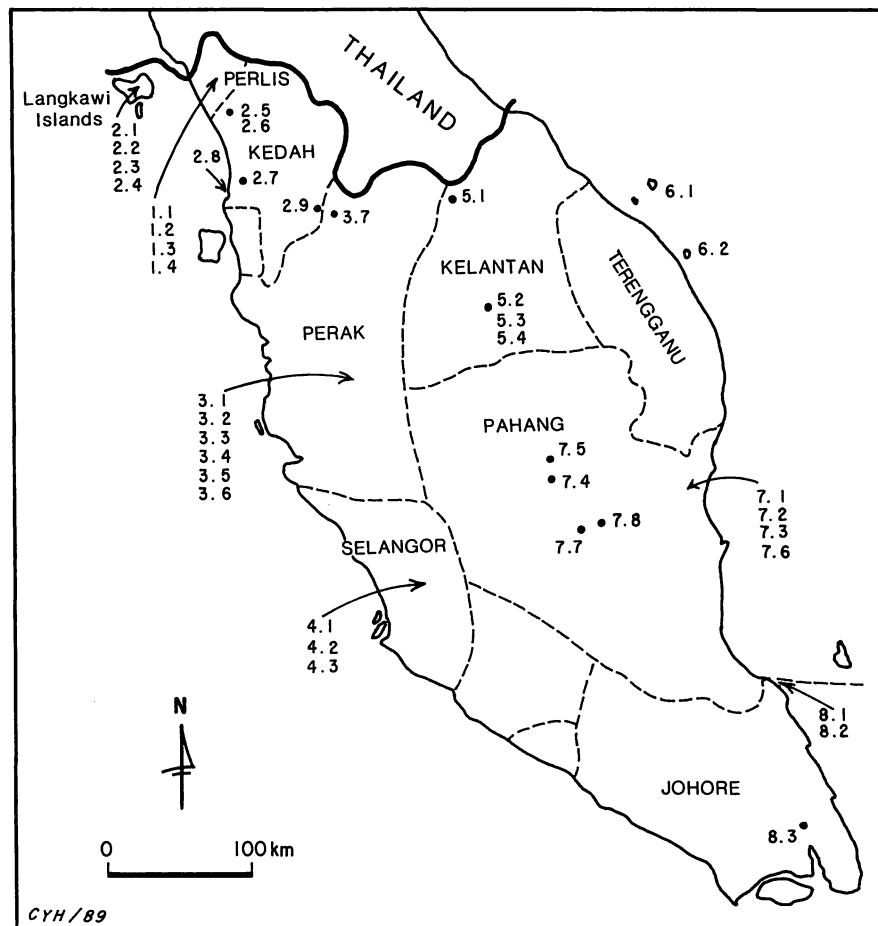 THAILAND
PERLIS
Langkawi
Islands
2.1
2.2
2.3
2.4
2.5
2.6
KEDAH
2.8
2.7
2.9
3.7
5.1
6.1
6.2
1.1
1.2
1.3
1.4
KELANTAN
5.2
5.3
5.4
TERENGGANU
PERAK
3.1
3.2
3.3
3.4
3.5
3.6
PAHANG
7.5
7.4
7.8
7.7
7.1
7.2
7.3
7.6
SELANGOR
4.1
4.2
4.3
8.1
8.2
N
JOHORE
8.3
0 100 km
CYH/89